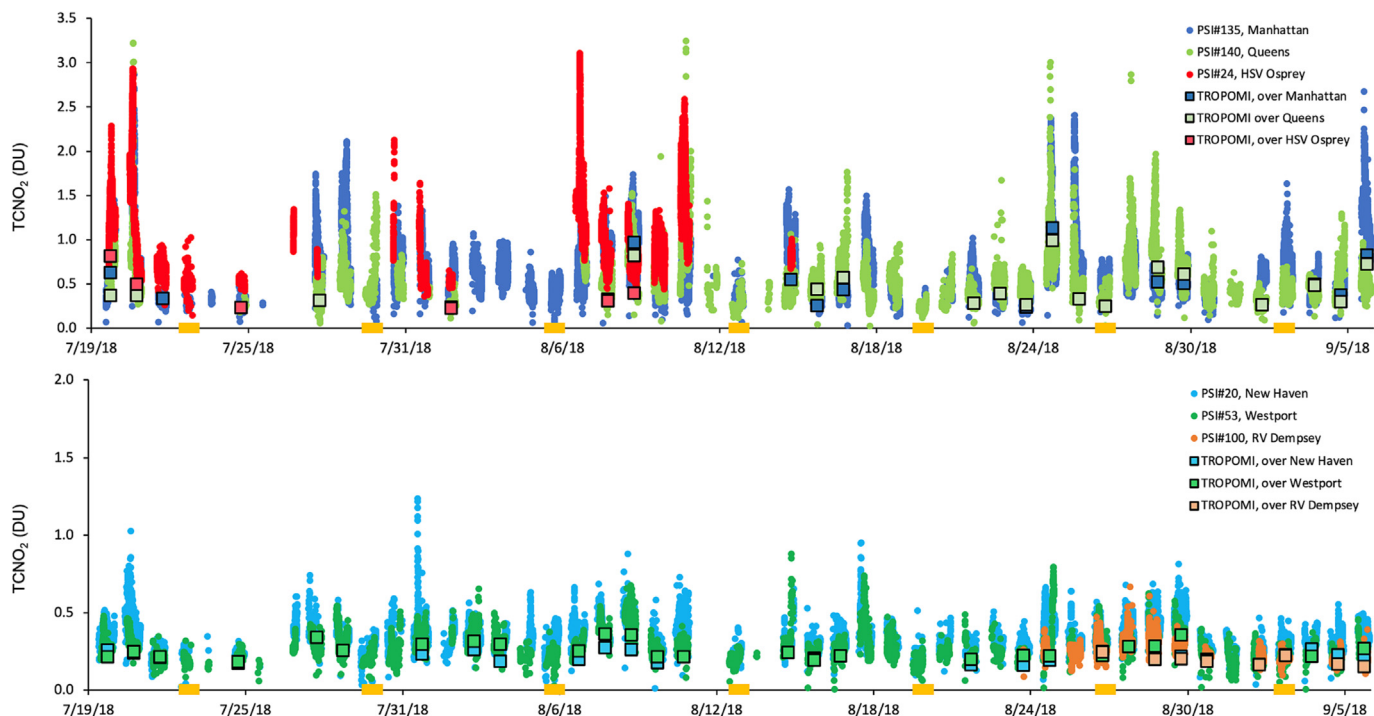 3.5
3.0
2.5
2.0
1.5
1.0
0.5
0.0
TCNO₂ (DU)
PSI#135, Manhattan
PSI#140, Queens
PSI#24, HSV Osprey
TROPOMI, over Manhattan
TROPOMI over Queens
TROPOMI, over HSV Osprey
7/19/18 7/25/18 7/31/18 8/6/18 8/12/18 8/18/18 8/24/18 8/30/18 9/5/18
2.0
1.5
1.0
0.5
0.0
TCNO₂ (DU)
PSI#20, New Haven
PSI#53, Westport
PSI#100, RV Dempsey
TROPOMI, over New Haven
TROPOMI, over Westport
TROPOMI, over RV Dempsey
7/19/18 7/25/18 7/31/18 8/6/18 8/12/18 8/18/18 8/24/18 8/30/18 9/5/18